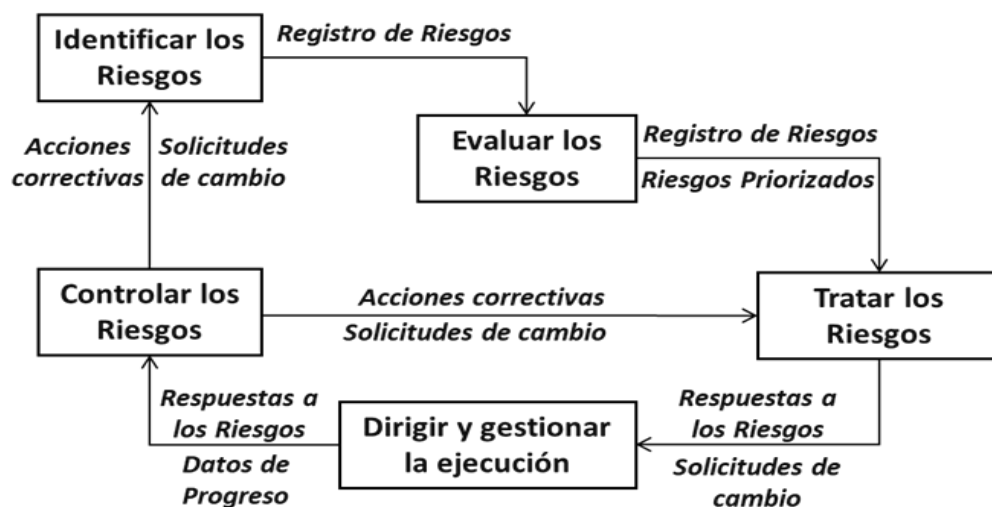 Identificar los
Riesgos
Registro de Riesgos
Evaluar los
Riesgos
Registro de Riesgos
Riesgos Priorizados
Acciones
correctivas
Solicitudes
de cambio
Controlar los
Riesgos
Acciones correctivas
Solicitudes de cambio
Tratar los
Riesgos
Respuestas a
los Riesgos
Datos de
Progreso
Dirigir y gestionar
la ejecución
Respuestas a
los Riesgos
Solicitudes de
cambio